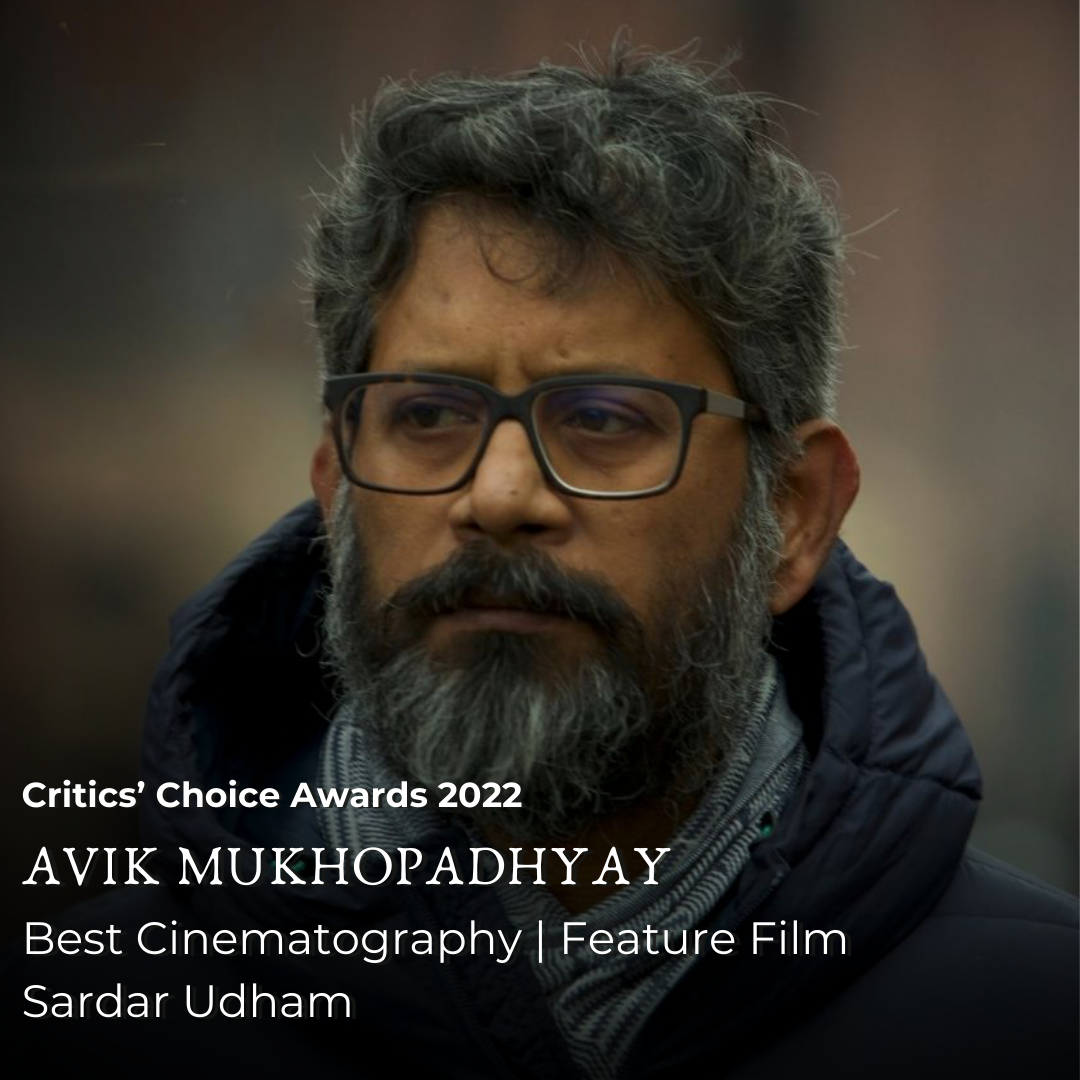 Critics’ Choice Awards 2022
AVIK MUKHOPADHYAY
Best Cinematography | Feature Film
Sardar Udham